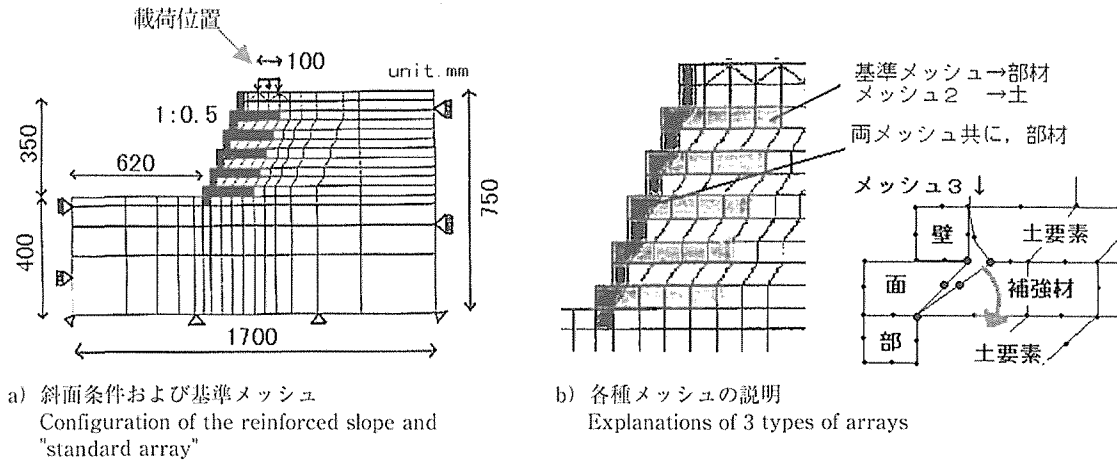 載荷位置
100
unit. mm
1:0.5
350
620
750
400
1700
a) 斜面条件および基準メッシュ
Configuration of the reinforced slope and
"standard array"
基準メッシュ→部材
メッシュ2 →土
両メッシュ共に，部材
メッシュ3
壁
土要素
面
補強材
部
土要素
b) 各種メッシュの説明
Explanations of 3 types of arrays